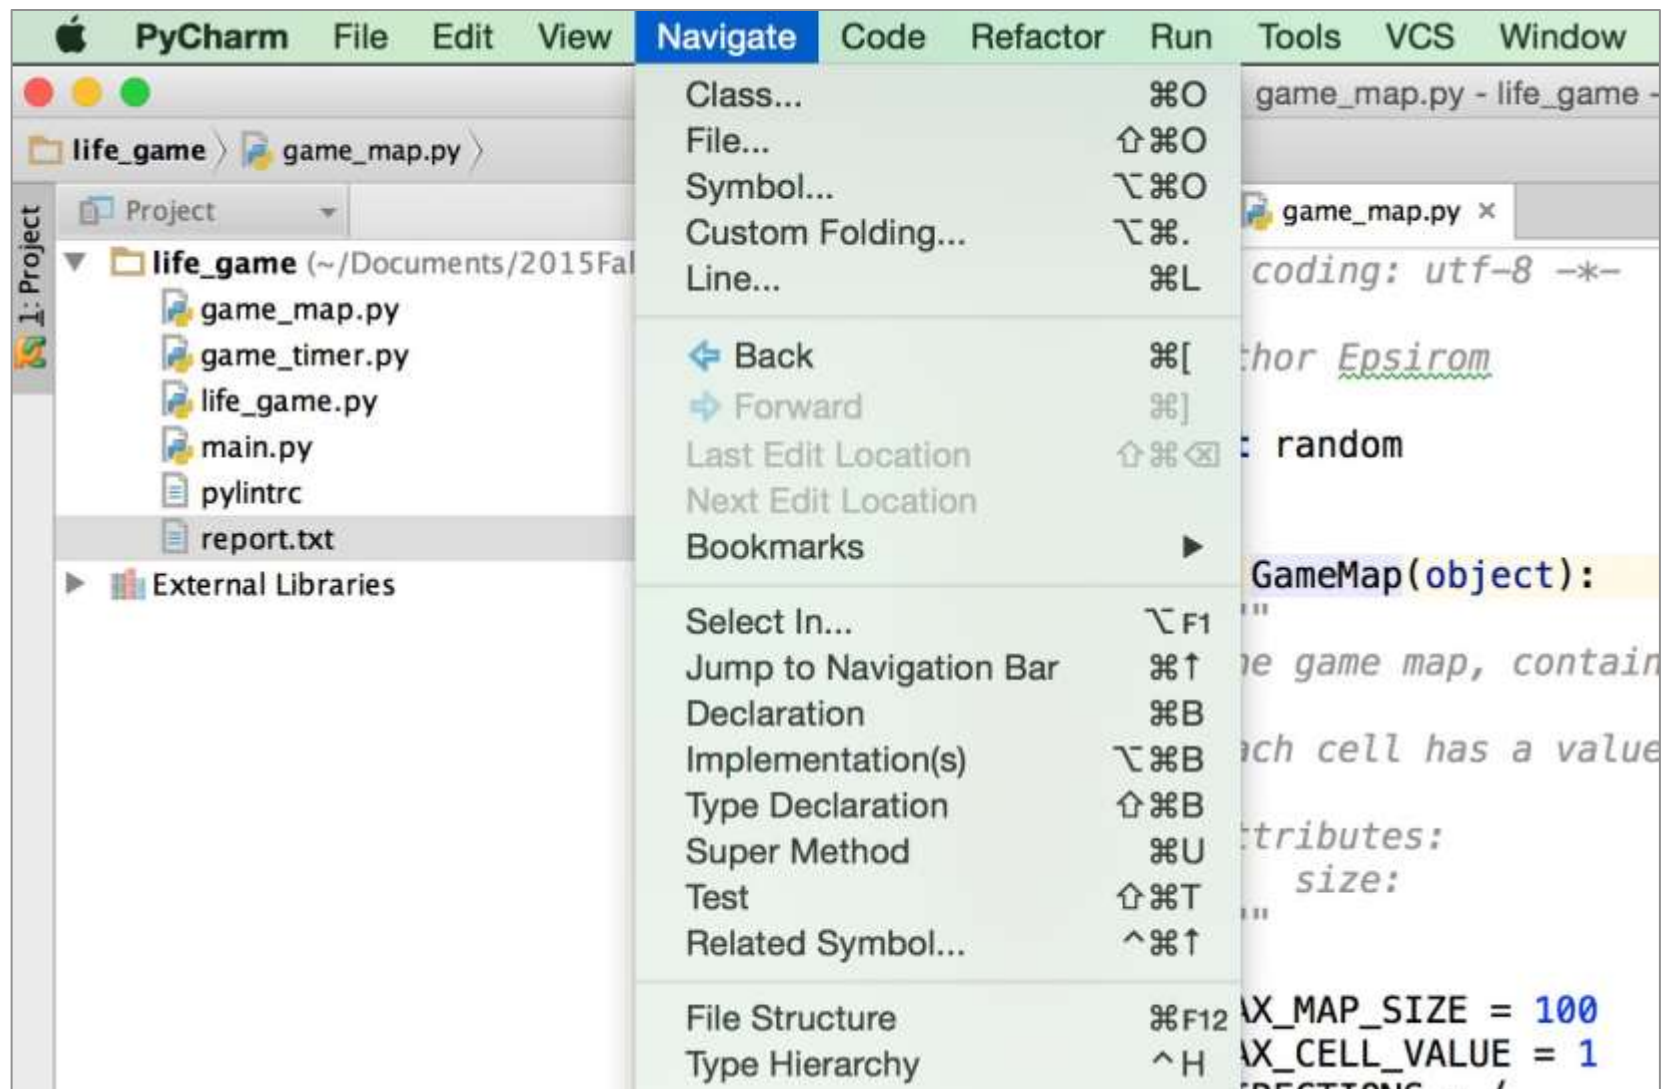 PyCharm File Edit View Navigate Code Refactor Run Tools VCS Window
game_map.py - life_game -
life_game game_map.py
1: Project
Project
life_game (~/Documents/2015Fal
game_map.py
game_timer.py
life_game.py
main.py
pylintrc
report.txt
External Libraries
Class... ⌘O
File... ⇧⌘O
Symbol... ⌥⌘O
Custom Folding... ⌥⌘.
Line... ⌘L
Back ⌘[
Forward ⌘]
Last Edit Location ⇧⌘⌫
Next Edit Location
Bookmarks ▶
Select In... ⌥F1
Jump to Navigation Bar ⌘↑
Declaration ⌘B
Implementation(s) ⌥⌘B
Type Declaration ⇧⌘B
Super Method ⌘U
Test ⇧⌘T
Related Symbol... ^⌘↑
File Structure ⌘F12
Type Hierarchy ^H
game_map.py ×
coding: utf-8 -*-
thor Epsirom
random
GameMap(object):
""
he game map, contain
ach cell has a value
ttributes:
size:
""
AX_MAP_SIZE = 100
AX_CELL_VALUE = 1